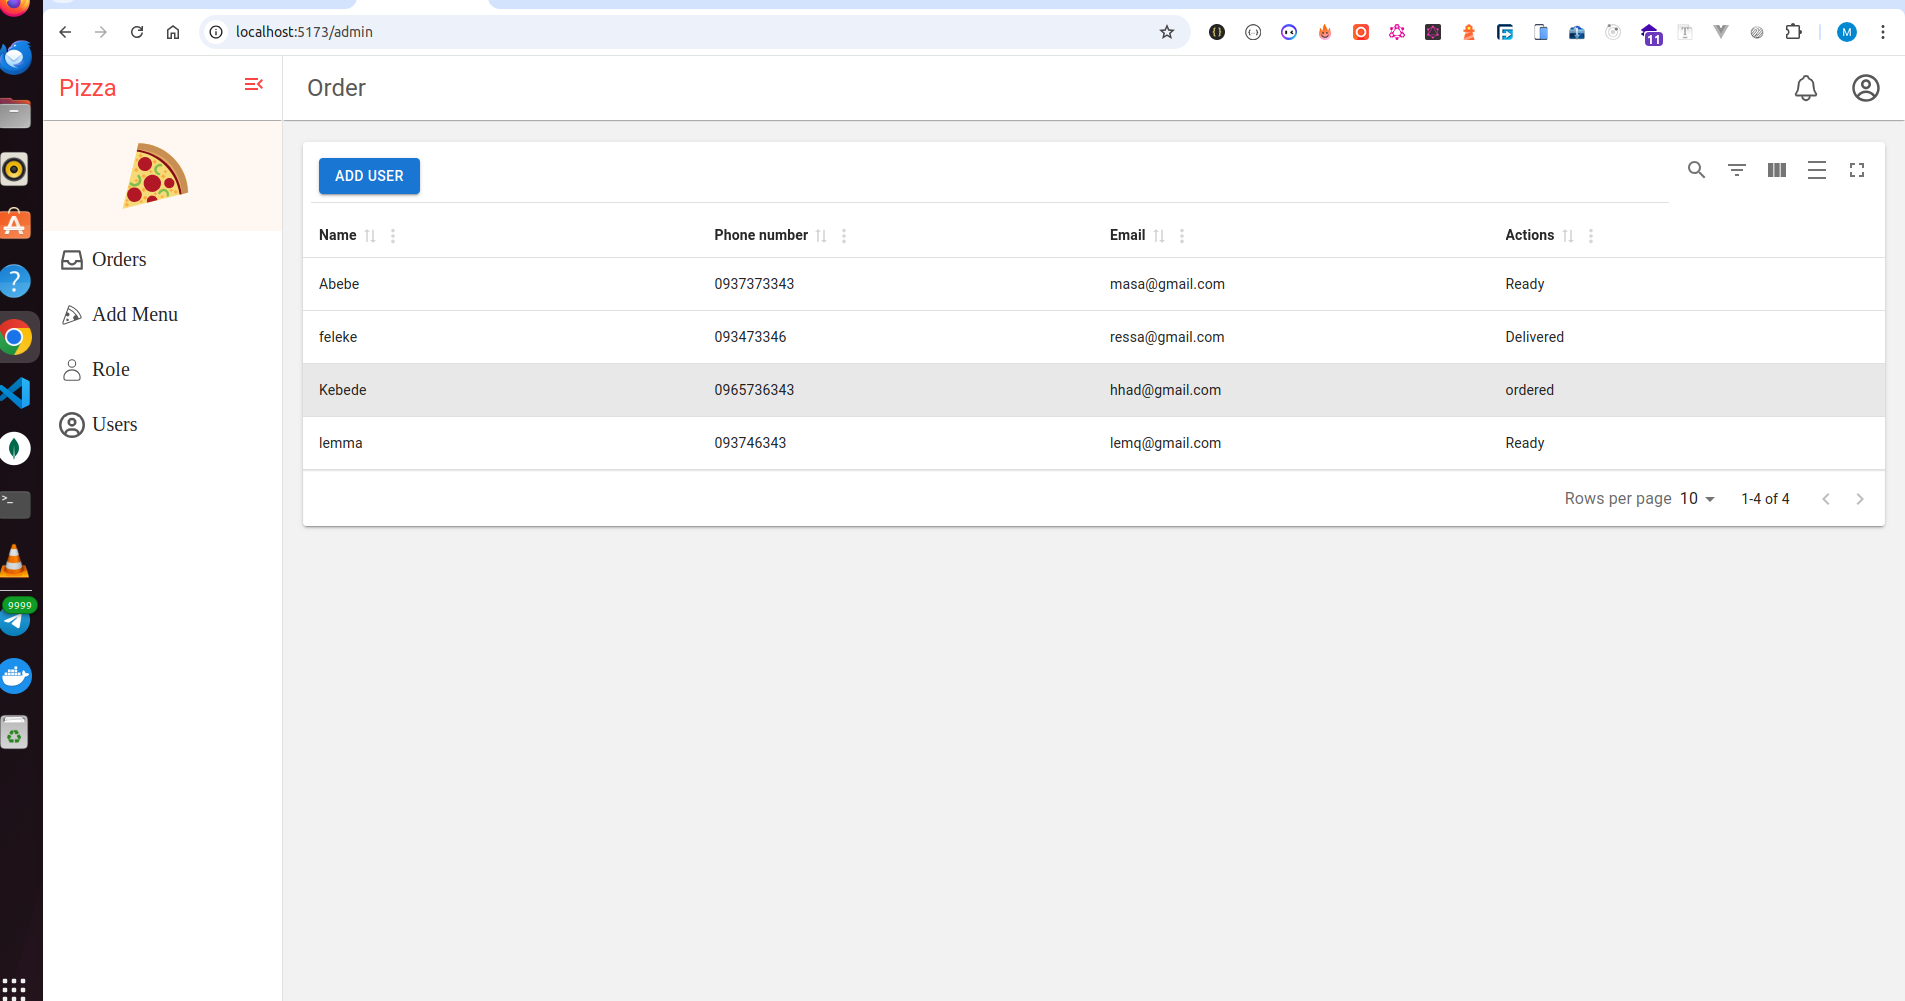 localhost:5173/admin
11
M
Pizza
Order
ADD USER
Name Phone number Email Actions
Orders
Abebe 0937373343 masa@gmail.com Ready
Add Menu
feleke 093473346 ressa@gmail.com Delivered
Role
Kebede 0965736343 hhad@gmail.com ordered
Users
lemma 093746343 lemq@gmail.com Ready
Rows per page 10 1-4 of 4
9999